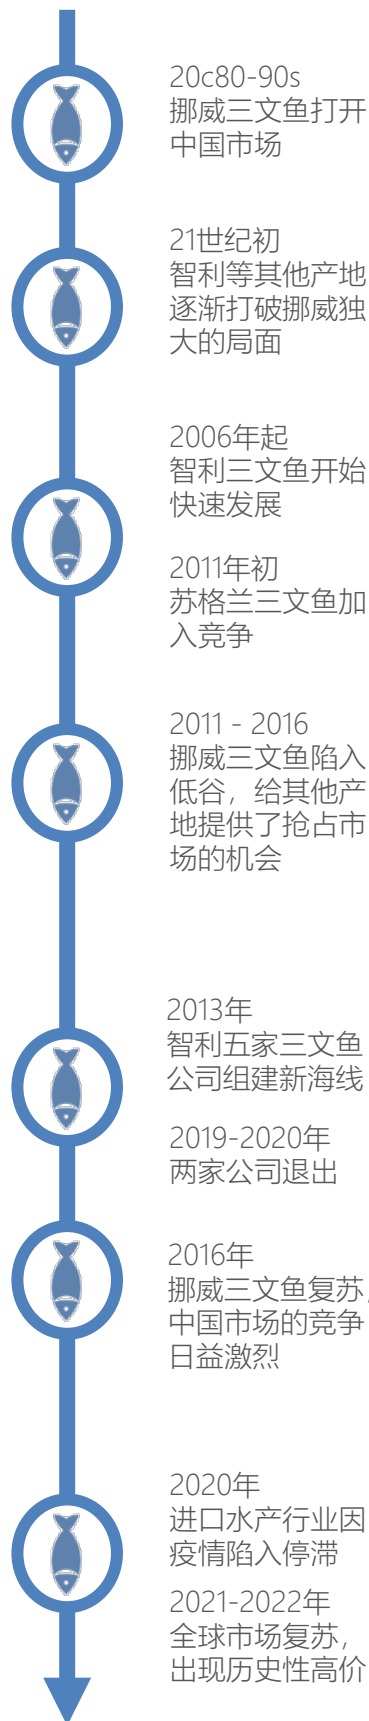 20c80-90s
挪威三文鱼打开
中国市场
21世纪初
智利等其他产地
逐渐打破挪威独
大的局面
2006年起
智利三文鱼开始
快速发展
2011年初
苏格兰三文鱼加
入竞争
2011 - 2016
挪威三文鱼陷入
低谷，给其他产
地提供了抢占市
场的机会
2013年
智利五家三文鱼
公司组建新海线
2019-2020年
两家公司退出
2016年
挪威三文鱼复苏，
中国市场的竞争
日益激烈
2020年
进口水产行业因
疫情陷入停滞
2021-2022年
全球市场复苏，
出现历史性高价